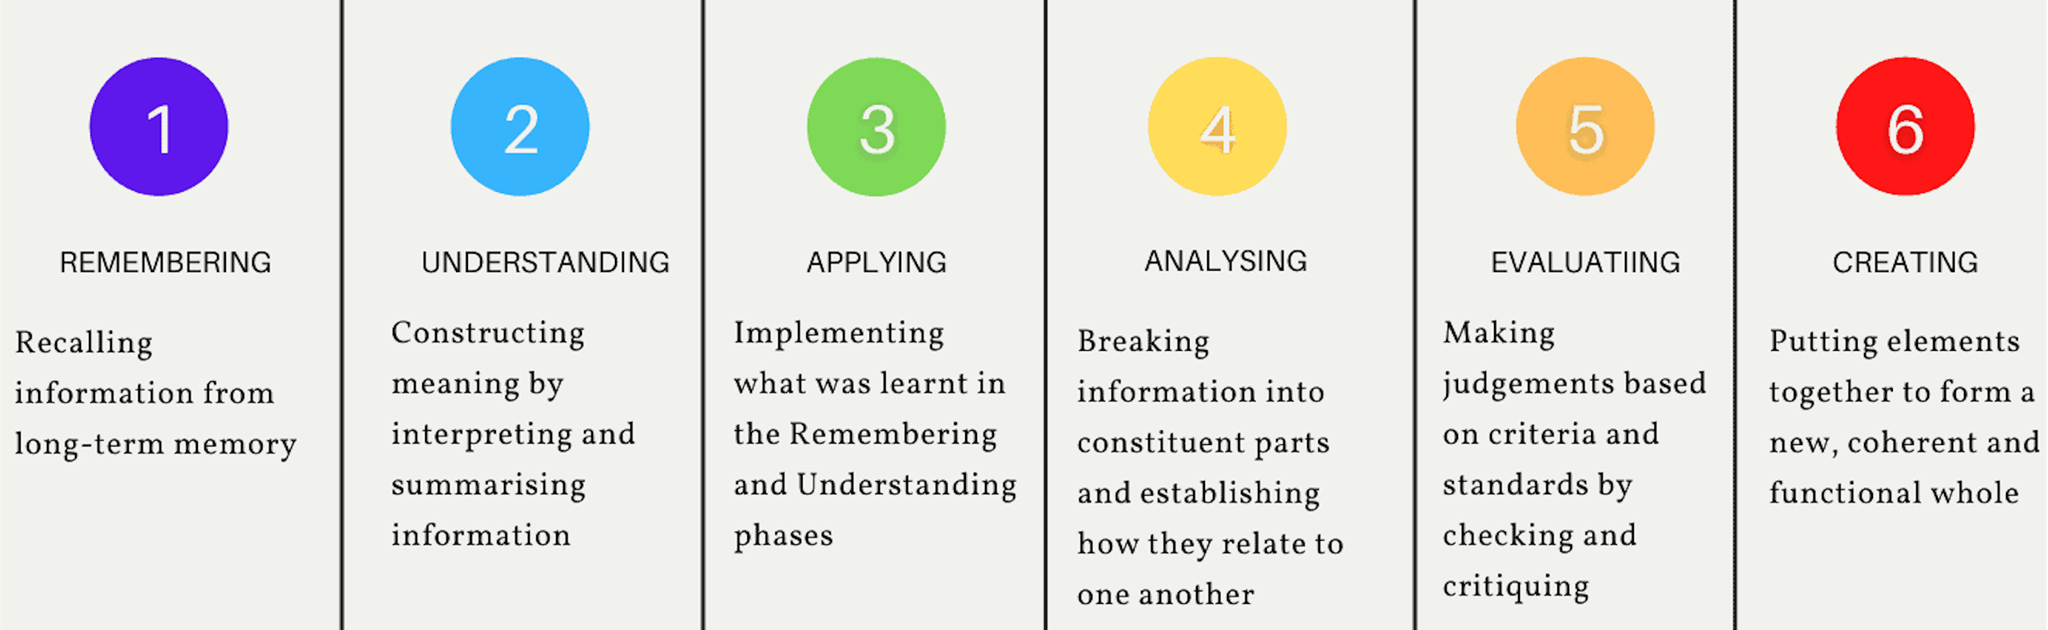 1
REMEMBERING
Recalling
information from
long-term memory
2
UNDERSTANDING
Constructing
meaning by
interpreting and
summarising
information
3
APPLYING
Implementing
what was learnt in
the Remembering
and Understanding
phases
4
ANALYSING
Breaking
information into
constituent parts
and establishing
how they relate to
one another
5
EVALUATIING
Making
judgements based
on criteria and
standards by
checking and
critiquing
6
CREATING
Putting elements
together to form a
new, coherent and
functional whole